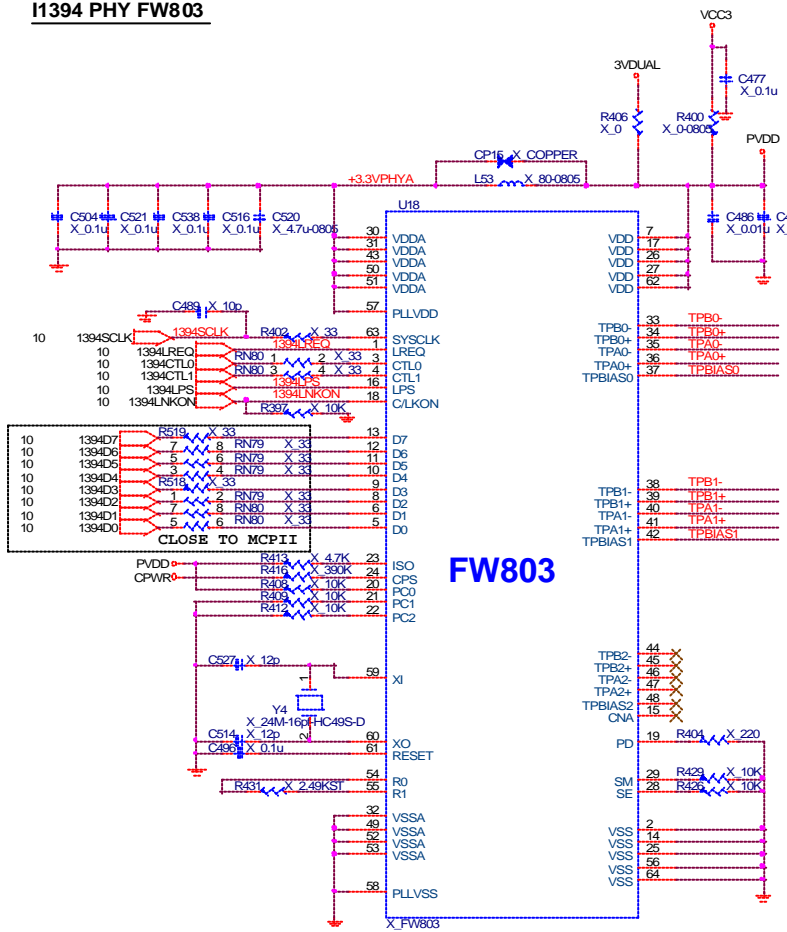 I1394 PHY FW803
VCC3
3VDUAL
C477
X_0.1u
R406
X_0
R400
X_0-0805
PVDD
CP15 X_COPPER
+3.3VPHYA
L53 X_80-0805
U18
C504
X_0.1u
C521
X_0.1u
C538
X_0.1u
C516
X_0.1u
C520
X_4.7u-0805
C486
X_0.01u
30 VDDA
31 VDDA
43 VDDA
50 VDDA
51 VDDA
57 PLLVDD
7 VDD
17 VDD
26 VDD
27 VDD
62 VDD
C489 X_10p
10 1394SCLK 1394SCLK R402 X_33 63 SYSCLK
10 1394LREQ 1394LREQ 1 LREQ
10 1394CTL0 RN80 1 2 X_33 3 CTL0
10 1394CTL1 RN80 3 4 X_33 4 CTL1
10 1394LPS 1394LPS 16 LPS
10 1394LNKON 1394LNKON 18 C/LKON
R397 X_10K
TPB0- 33 TPB0-
TPB0+ 34 TPB0+
TPA0- 35 TPA0-
TPA0+ 36 TPA0+
TPBIAS0 37 TPBIAS0
10 1394D7 R519 X_33 13 D7
10 1394D6 7 8 RN79 X_33 12 D6
10 1394D5 5 6 RN79 X_33 11 D5
10 1394D4 3 4 RN79 X_33 10 D4
10 1394D3 R518 X_33 9 D3
10 1394D2 1 2 RN79 X_33 8 D2
10 1394D1 7 8 RN80 X_33 6 D1
10 1394D0 5 6 RN80 X_33 5 D0
CLOSE TO MCPII
TPB1- 38 TPB1-
TPB1+ 39 TPB1+
TPA1- 40 TPA1-
TPA1+ 41 TPA1+
TPBIAS1 42 TPBIAS1
FW803
PVDD R413 X_4.7K 23 ISO
CPWR R416 X_390K 24 CPS
R408 X_10K 20 PC0
R409 X_10K 21 PC1
R412 X_10K 22 PC2
C527 X_12p
59 XI
1
Y4
X_24M-16pf-HC49S-D
2
C514 X_12p 60 XO
C496 X_0.1u 61 RESET
54 R0
R431 X_2.49KST 55 R1
TPB2- 44
TPB2+ 45
TPA2- 46
TPA2+ 47
TPBIAS2 48
CNA 15
PD 19 R404 X_220
SM 29 R429 X_10K
SE 28 R426 X_10K
32 VSSA
49 VSSA
52 VSSA
53 VSSA
58 PLLVSS
VSS 2
VSS 14
VSS 25
VSS 56
VSS 64
X_FW803